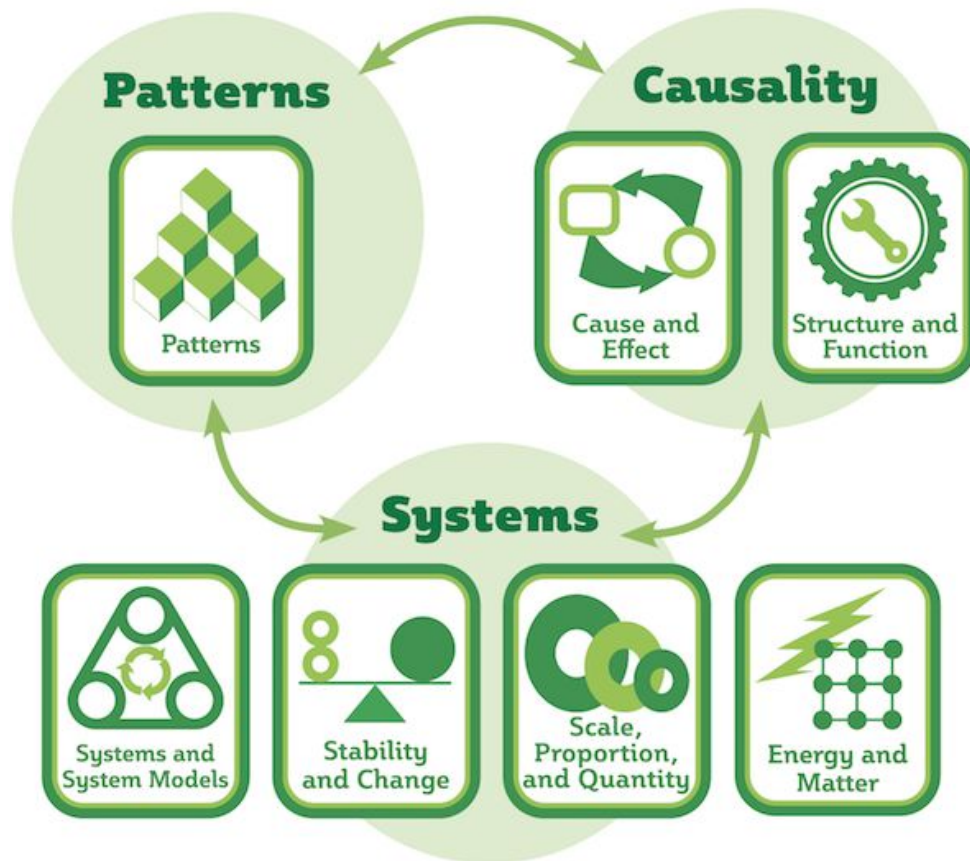 Patterns
Patterns
Causality
Cause and
Effect
Structure and
Function
Systems
Systems and
System Models
Stability
and Change
Scale,
Proportion,
and Quantity
Energy and
Matter